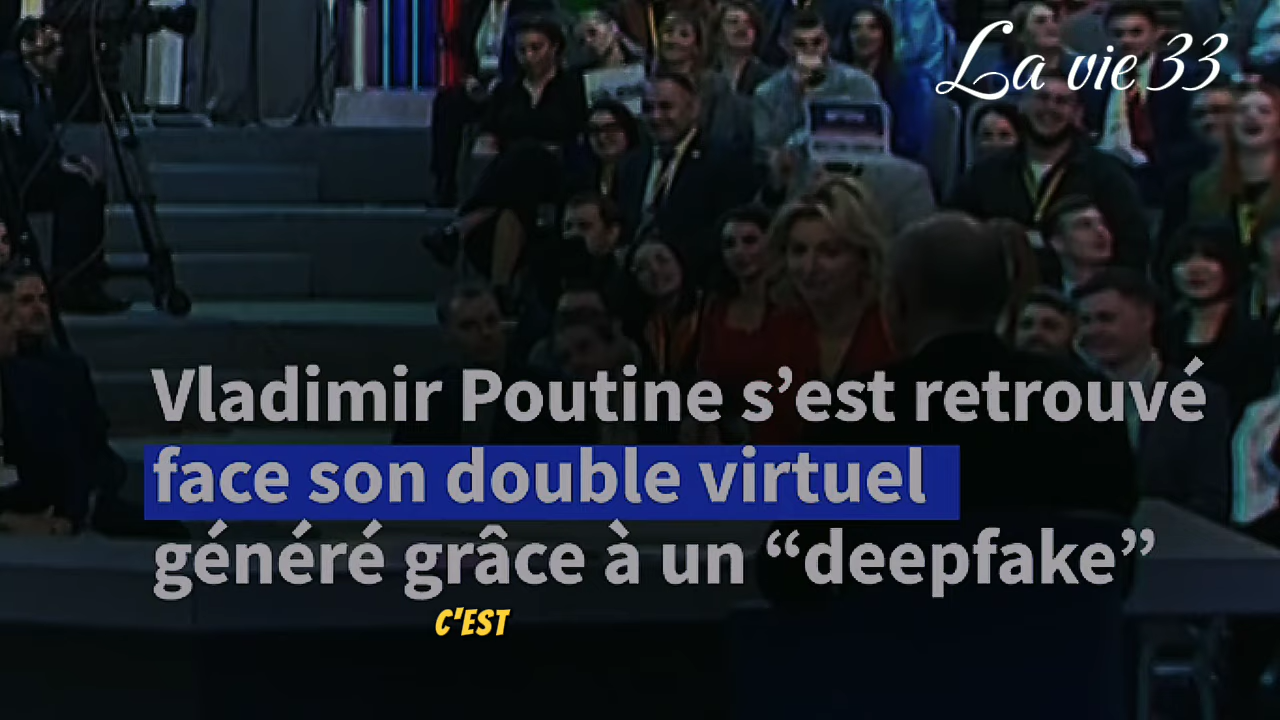 La vie 33
Vladimir Poutine s’est retrouvé
face son double virtuel
généré grâce à un “deepfake”
C'EST